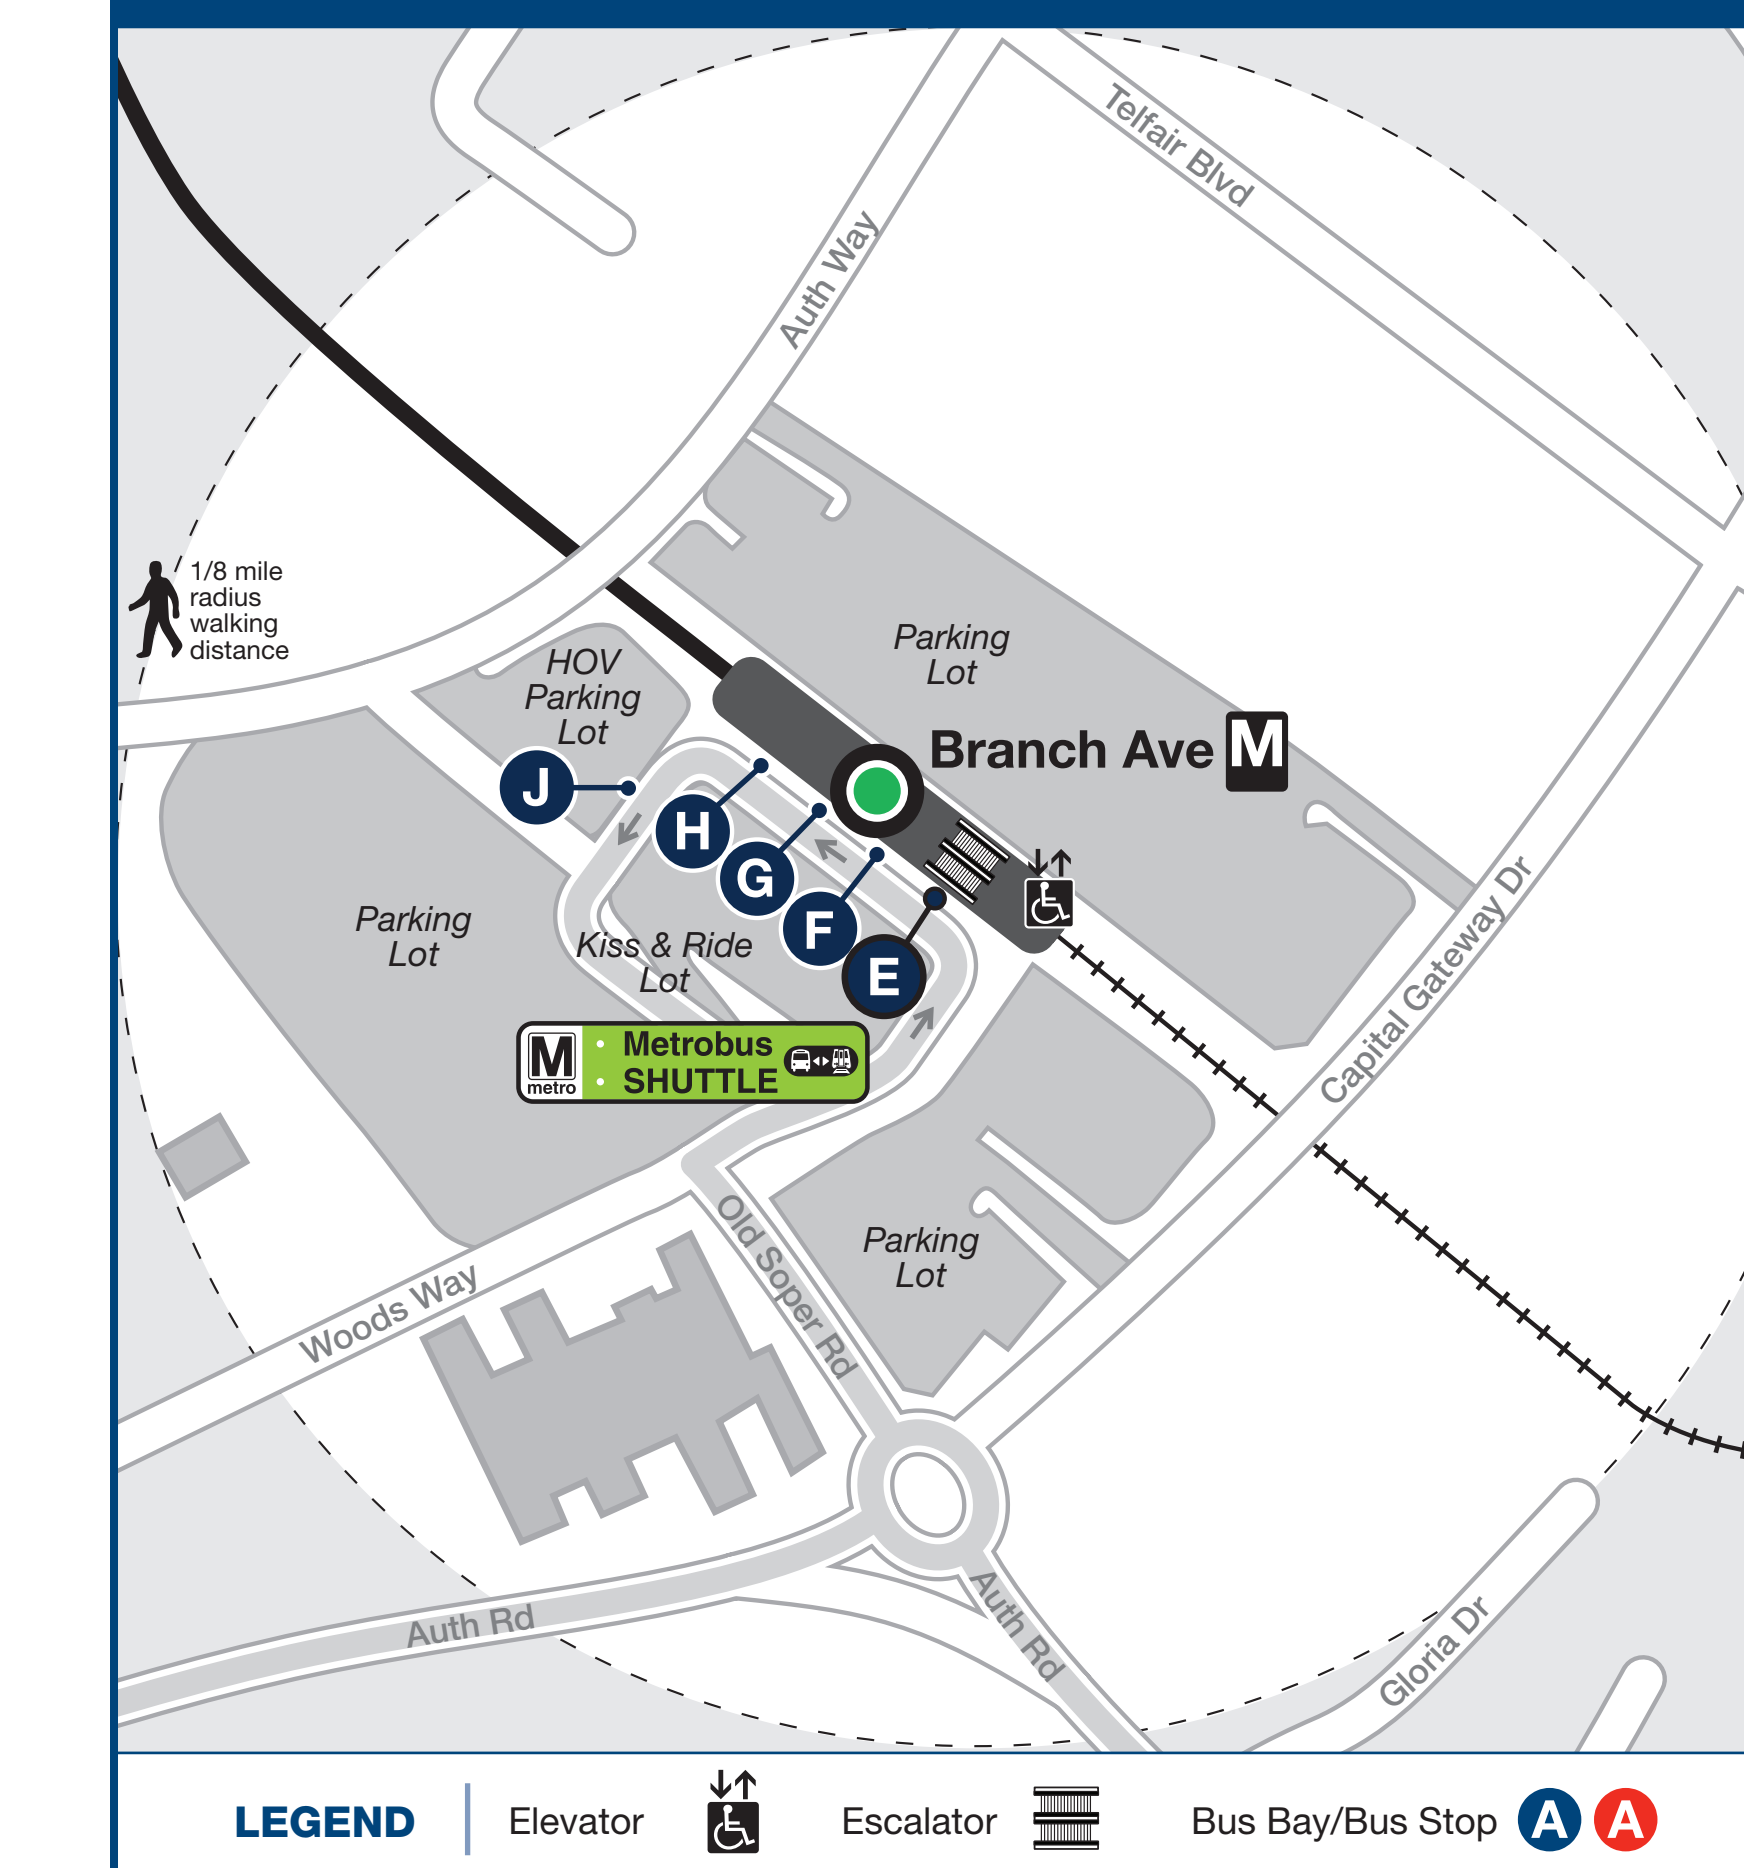 Telfair Blvd
Auth Way
1/8 mile
radius
walking
distance
HOV
Parking
Lot
Parking
Lot
Branch Ave M
J
H
G
F
E
Parking
Lot
Kiss & Ride
Lot
Capital Gateway Dr
M
metro
• Metrobus
• SHUTTLE
Old Soper Rd
Parking
Lot
Woods Way
Auth Rd
Auth Rd
Gloria Dr
LEGEND
Elevator
Escalator
Bus Bay/Bus Stop A A